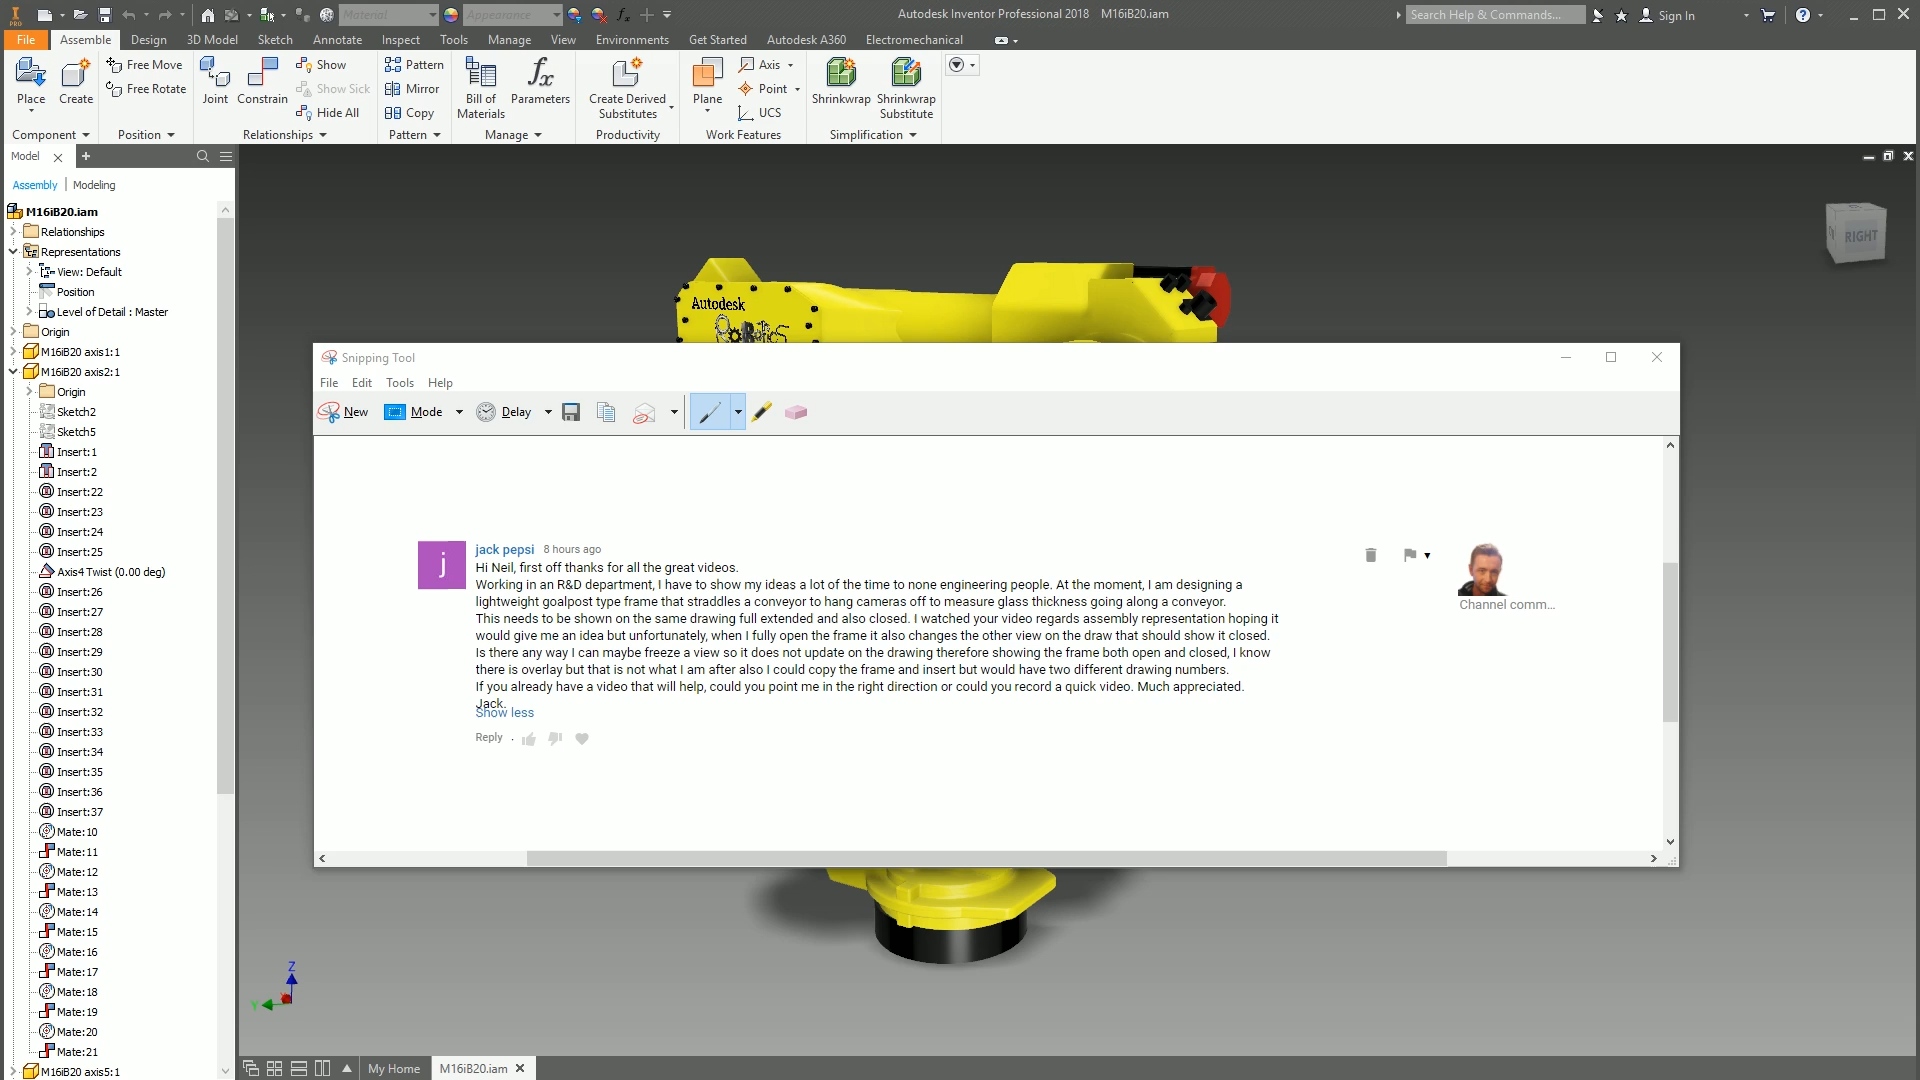 Material
Appearance
Autodesk Inventor Professional 2018 M16iB20.iam
Search Help & Commands...
Sign In
File
Assemble
Design
3D Model
Sketch
Annotate
Inspect
Tools
Manage
View
Environments
Get Started
Autodesk A360
Electromechanical
Place
Create
Free Move
Free Rotate
Joint
Constrain
Show
Show Sick
Hide All
Pattern
Mirror
Copy
Bill of
Materials
Parameters
Create Derived
Substitutes
Plane
Axis
Point
UCS
Shrinkwrap
Shrinkwrap
Substitute
Component
Position
Relationships
Pattern
Manage
Productivity
Work Features
Simplification
Model
Assembly | Modeling
M16iB20.iam
Relationships
Representations
View: Default
Position
Level of Detail : Master
Origin
M16iB20 axis1:1
M16iB20 axis2:1
Origin
Sketch2
Sketch5
Insert:1
Insert:2
Insert:22
Insert:23
Insert:24
Insert:25
Axis4 Twist (0.00 deg)
Insert:26
Insert:27
Insert:28
Insert:29
Insert:30
Insert:31
Insert:32
Insert:33
Insert:34
Insert:35
Insert:36
Insert:37
Mate:10
Mate:11
Mate:12
Mate:13
Mate:14
Mate:15
Mate:16
Mate:17
Mate:18
Mate:19
Mate:20
Mate:21
M16iB20 axis5:1
RIGHT
Autodesk
Robotics
Snipping Tool
File Edit Tools Help
New Mode Delay
j
jack pepsi 8 hours ago
Hi Neil, first off thanks for all the great videos.
Working in an R&D department, I have to show my ideas a lot of the time to none engineering people. At the moment, I am designing a
lightweight goalpost type frame that straddles a conveyor to hang cameras off to measure glass thickness going along a conveyor.
This needs to be shown on the same drawing full extended and also closed. I watched your video regards assembly representation hoping it
would give me an idea but unfortunately, when I fully open the frame it also changes the other view on the draw that should show it closed.
Is there any way I can maybe freeze a view so it does not update on the drawing therefore showing the frame both open and closed, I know
there is overlay but that is not what I am after also I could copy the frame and insert but would have two different drawing numbers.
If you already have a video that will help, could you point me in the right direction or could you record a quick video. Much appreciated.
Jack.
Show less
Reply
Channel comm...
Z
Y
My Home
M16iB20.iam